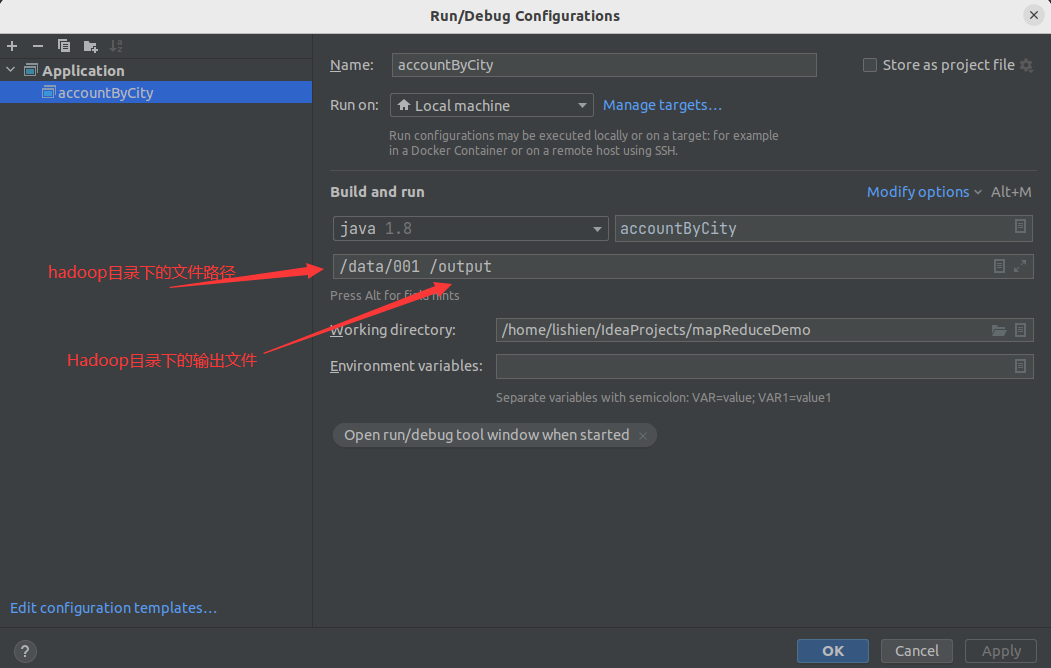 Run/Debug Configurations
Application
accountByCity
Name: accountByCity
Store as project file
Run on: Local machine
Manage targets...
Run configurations may be executed locally or on a target: for example
in a Docker Container or on a remote host using SSH.
Build and run
Modify options Alt+M
java 1.8
accountByCity
hadoop目录下的文件路径
/data/001 /output
Press Alt for field hints
Working directory: /home/lishien/IdeaProjects/mapReduceDemo
Hadoop目录下的输出文件
Environment variables:
Separate variables with semicolon: VAR=value; VAR1=value1
Open run/debug tool window when started
Edit configuration templates...
?
OK
Cancel
Apply